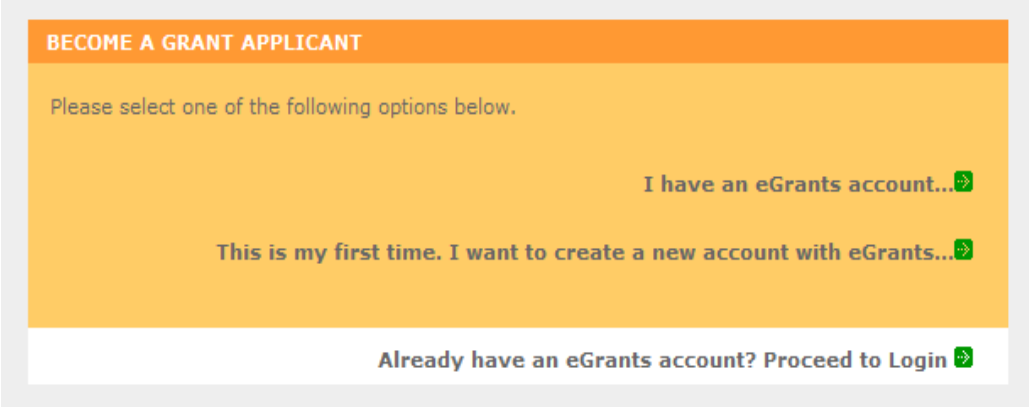 BECOME A GRANT APPLICANT
Please select one of the following options below.
I have an eGrants account...
This is my first time. I want to create a new account with eGrants...
Already have an eGrants account? Proceed to Login